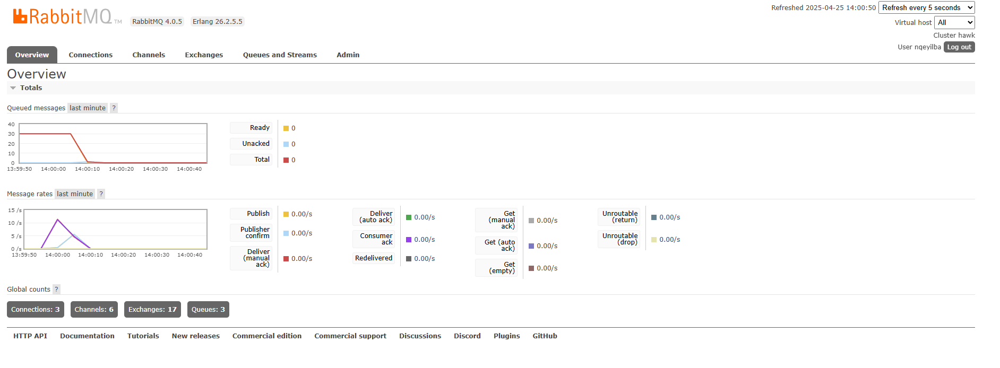 RabbitMQ TM RabbitMQ 4.0.5 Erlang 26.2.5.5
Refreshed 2025-04-25 14:00:50 Refresh every 5 seconds
Virtual host All
Cluster hawk
User nqeyilba Log out
Overview Connections Channels Exchanges Queues and Streams Admin
Overview
Totals
Queued messages last minute ?
40
30
20
10
0
13:59:50 14:00:00 14:00:10 14:00:20 14:00:30 14:00:40
Ready 0
Unacked 0
Total 0
Message rates last minute ?
15 /s
10 /s
5 /s
0 /s
13:59:50 14:00:00 14:00:10 14:00:20 14:00:30 14:00:40
Publish 0.00/s
Publisher
confirm 0.00/s
Deliver
(manual
ack) 0.00/s
Deliver
(auto ack) 0.00/s
Consumer
ack 0.00/s
Redelivered 0.00/s
Get
(manual
ack) 0.00/s
Get (auto
ack) 0.00/s
Get
(empty) 0.00/s
Unroutable
(return) 0.00/s
Unroutable
(drop) 0.00/s
Global counts ?
Connections: 3 Channels: 6 Exchanges: 17 Queues: 3
HTTP API Documentation Tutorials New releases Commercial edition Commercial support Discussions Discord Plugins GitHub